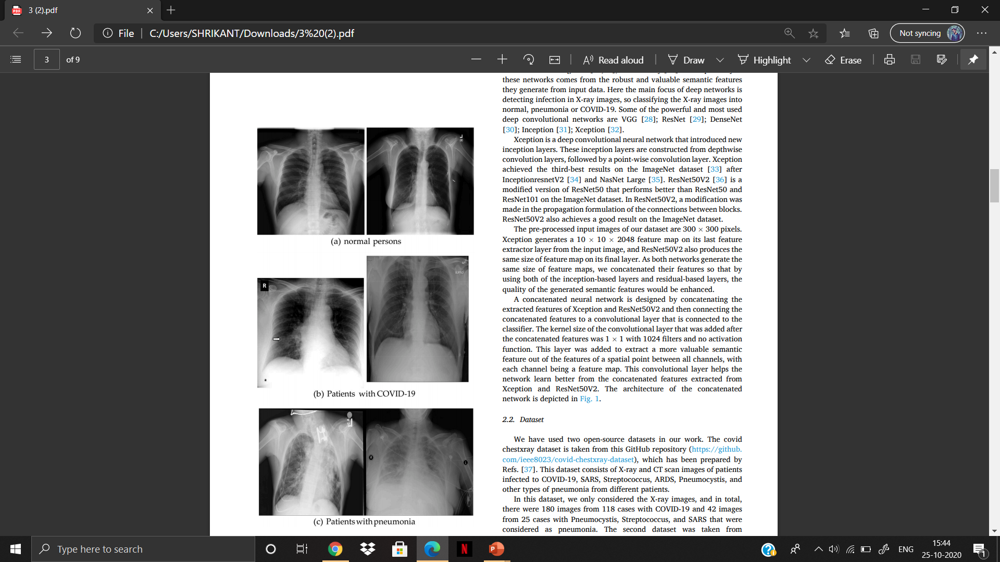 3 (2).pdf
File
C:/Users/SHRIKANT/Downloads/3%20(2).pdf
Not syncing
3
of 9
Read aloud
Draw
Highlight
Erase
(a) normal persons
R
a
AP
(b) Patients with COVID-19
R
L
(c) Patients with pneumonia
these networks comes from the robust and valuable semantic features
they generate from input data. Here the main focus of deep networks is
detecting infection in X-ray images, so classifying the X-ray images into
normal, pneumonia or COVID-19. Some of the powerful and most used
deep convolutional networks are VGG [28]; ResNet [29]; DenseNet
[30]; Inception [31]; Xception [32].
Xception is a deep convolutional neural network that introduced new
inception layers. These inception layers are constructed from depthwise
convolution layers, followed by a point-wise convolution layer. Xception
achieved the third-best results on the ImageNet dataset [33] after
InceptionresnetV2 [34] and NasNet Large [35]. ResNet50V2 [36] is a
modified version of ResNet50 that performs better than ResNet50 and
ResNet101 on the ImageNet dataset. In ResNet50V2, a modification was
made in the propagation formulation of the connections between blocks.
ResNet50V2 also achieves a good result on the ImageNet dataset.
The pre-processed input images of our dataset are 300 × 300 pixels.
Xception generates a 10 × 10 × 2048 feature map on its last feature
extractor layer from the input image, and ResNet50V2 also produces the
same size of feature map on its final layer. As both networks generate the
same size of feature maps, we concatenated their features so that by
using both of the inception-based layers and residual-based layers, the
quality of the generated semantic features would be enhanced.
A concatenated neural network is designed by concatenating the
extracted features of Xception and ResNet50V2 and then connecting the
concatenated features to a convolutional layer that is connected to the
classifier. The kernel size of the convolutional layer that was added after
the concatenated features was 1 × 1 with 1024 filters and no activation
function. This layer was added to extract a more valuable semantic
feature out of the features of a spatial point between all channels, with
each channel being a feature map. This convolutional layer helps the
network learn better from the concatenated features extracted from
Xception and ResNet50V2. The architecture of the concatenated
network is depicted in Fig. 1.
2.2. Dataset
We have used two open-source datasets in our work. The covid
chestxray dataset is taken from this GitHub repository (https://github.
com/ieee8023/covid-chestxray-dataset), which has been prepared by
Refs. [37]. This dataset consists of X-ray and CT scan images of patients
infected to COVID-19, SARS, Streptococcus, ARDS, Pneumocystis, and
other types of pneumonia from different patients.
In this dataset, we only considered the X-ray images, and in total,
there were 180 images from 118 cases with COVID-19 and 42 images
from 25 cases with Pneumocystis, Streptococcus, and SARS that were
considered as pneumonia. The second dataset was taken from
Type here to search
ENG
15:44
25-10-2020
1